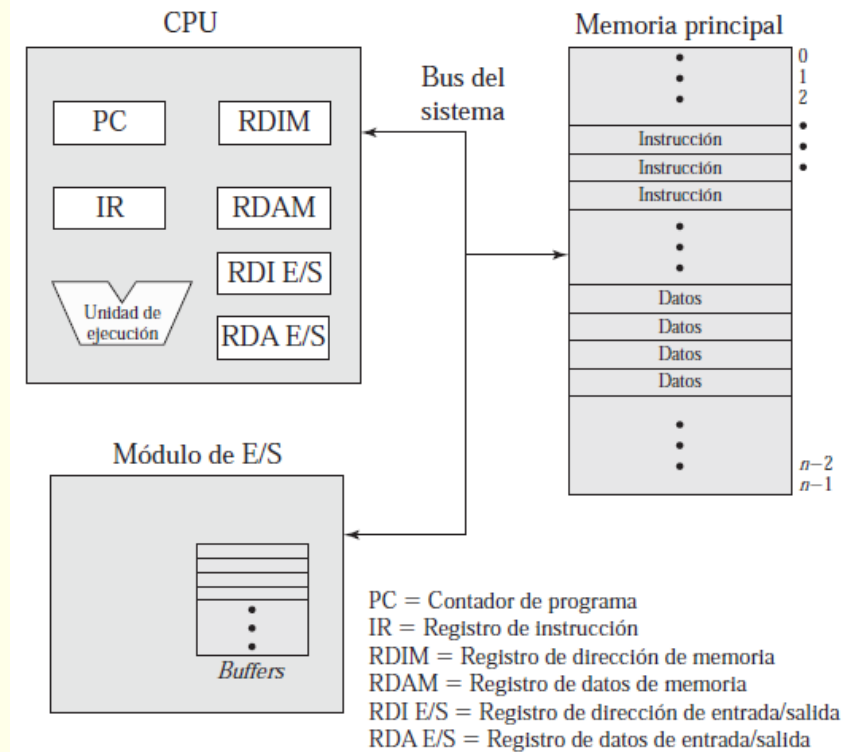 CPU
PC
RDIM
IR
RDAM
RDI E/S
Unidad de
ejecución
RDA E/S
Bus del
sistema
Memoria principal
0
1
2
Instrucción
Instrucción
Instrucción
Datos
Datos
Datos
Datos
n−2
n−1
Módulo de E/S
Buffers
PC = Contador de programa
IR = Registro de instrucción
RDIM = Registro de dirección de memoria
RDAM = Registro de datos de memoria
RDI E/S = Registro de dirección de entrada/salida
RDA E/S = Registro de datos de entrada/salida